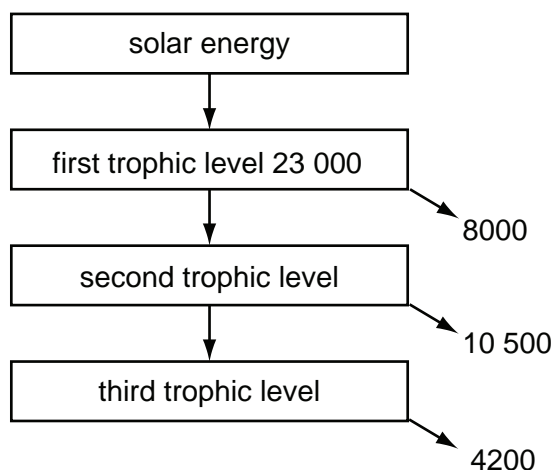 solar energy
first trophic level 23 000
8000
second trophic level
10 500
third trophic level
4200